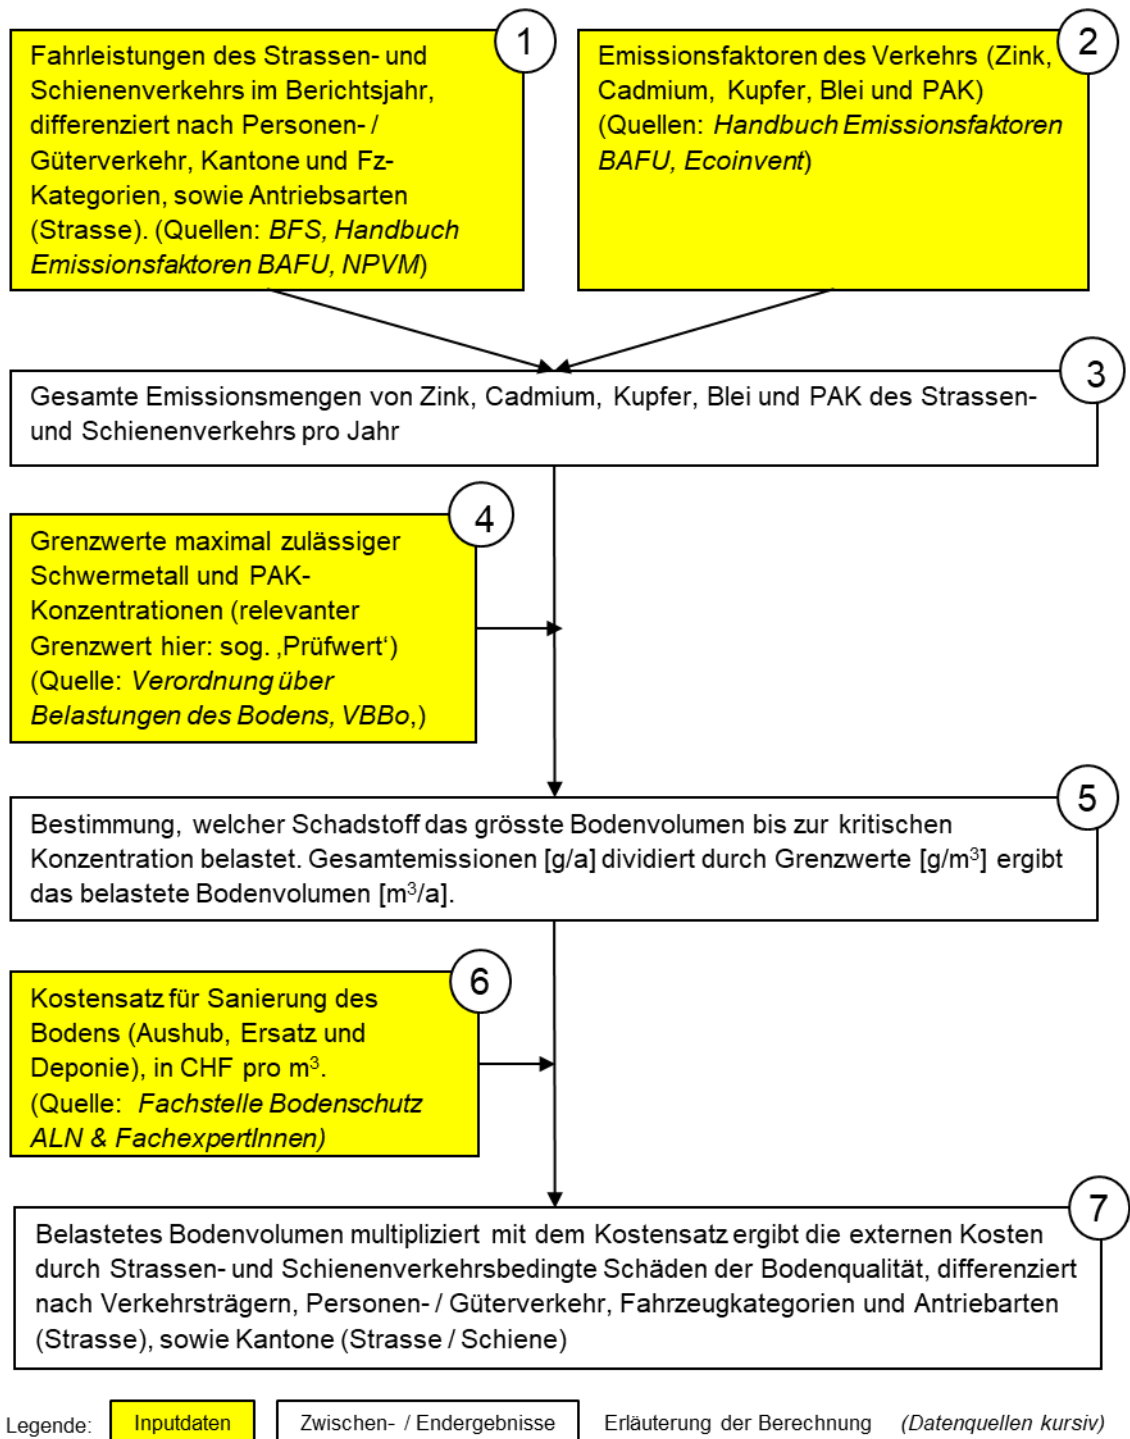 1
Fahrleistungen des Strassen- und
Schienenverkehrs im Berichtsjahr,
differenziert nach Personen- /
Güterverkehr, Kantone und Fz-
Kategorien, sowie Antriebsarten
(Strasse). (Quellen: BFS, Handbuch
Emissionsfaktoren BAFU, NPVM)
2
Emissionsfaktoren des Verkehrs (Zink,
Cadmium, Kupfer, Blei und PAK)
(Quellen: Handbuch Emissionsfaktoren
BAFU, Ecoinvent)
3
Gesamte Emissionsmengen von Zink, Cadmium, Kupfer, Blei und PAK des Strassen-
und Schienenverkehrs pro Jahr
4
Grenzwerte maximal zulässiger
Schwermetall und PAK-
Konzentrationen (relevanter
Grenzwert hier: sog. ‚Prüfwert‘)
(Quelle: Verordnung über
Belastungen des Bodens, VBBo,)
5
Bestimmung, welcher Schadstoff das grösste Bodenvolumen bis zur kritischen
Konzentration belastet. Gesamtemissionen [g/a] dividiert durch Grenzwerte [g/m³] ergibt
das belastete Bodenvolumen [m³/a].
6
Kostensatz für Sanierung des
Bodens (Aushub, Ersatz und
Deponie), in CHF pro m³.
(Quelle: Fachstelle Bodenschutz
ALN & FachexpertInnen)
7
Belastetes Bodenvolumen multipliziert mit dem Kostensatz ergibt die externen Kosten
durch Strassen- und Schienenverkehrsbedingte Schäden der Bodenqualität, differenziert
nach Verkehrsträgern, Personen- / Güterverkehr, Fahrzeugkategorien und Antriebarten
(Strasse), sowie Kantone (Strasse / Schiene)
Legende: Inputdaten Zwischen- / Endergebnisse Erläuterung der Berechnung (Datenquellen kursiv)